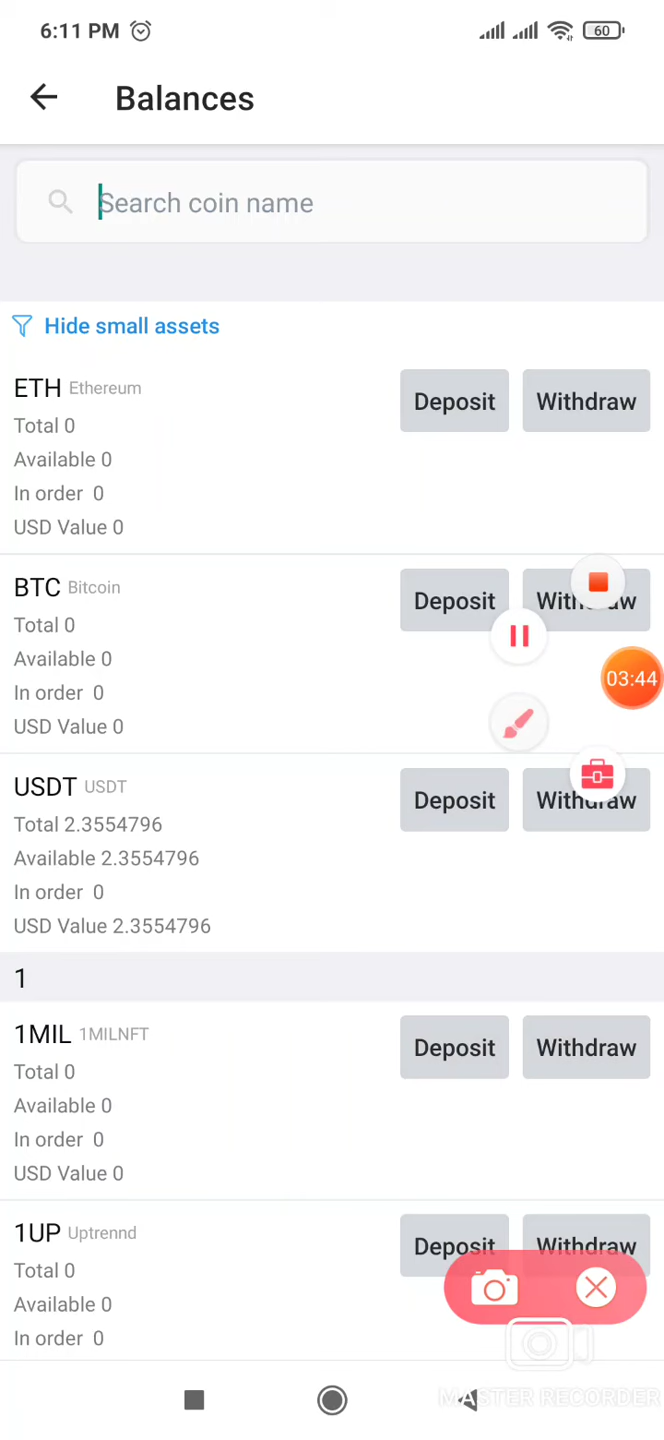 6:11 PM
60
Balances
Search coin name
Hide small assets
ETH Ethereum
Deposit
Withdraw
Total 0
Available 0
In order 0
USD Value 0
BTC Bitcoin
Deposit
Total 0
Available 0
In order 0
USD Value 0
03:44
USDT USDT
Deposit
Withdraw
Total 2.3554796
Available 2.3554796
In order 0
USD Value 2.3554796
1
1MIL 1MILNFT
Deposit
Withdraw
Total 0
Available 0
In order 0
USD Value 0
1UP Uptrennd
Deposit
Withdraw
Total 0
Available 0
In order 0
MASTER RECORDER